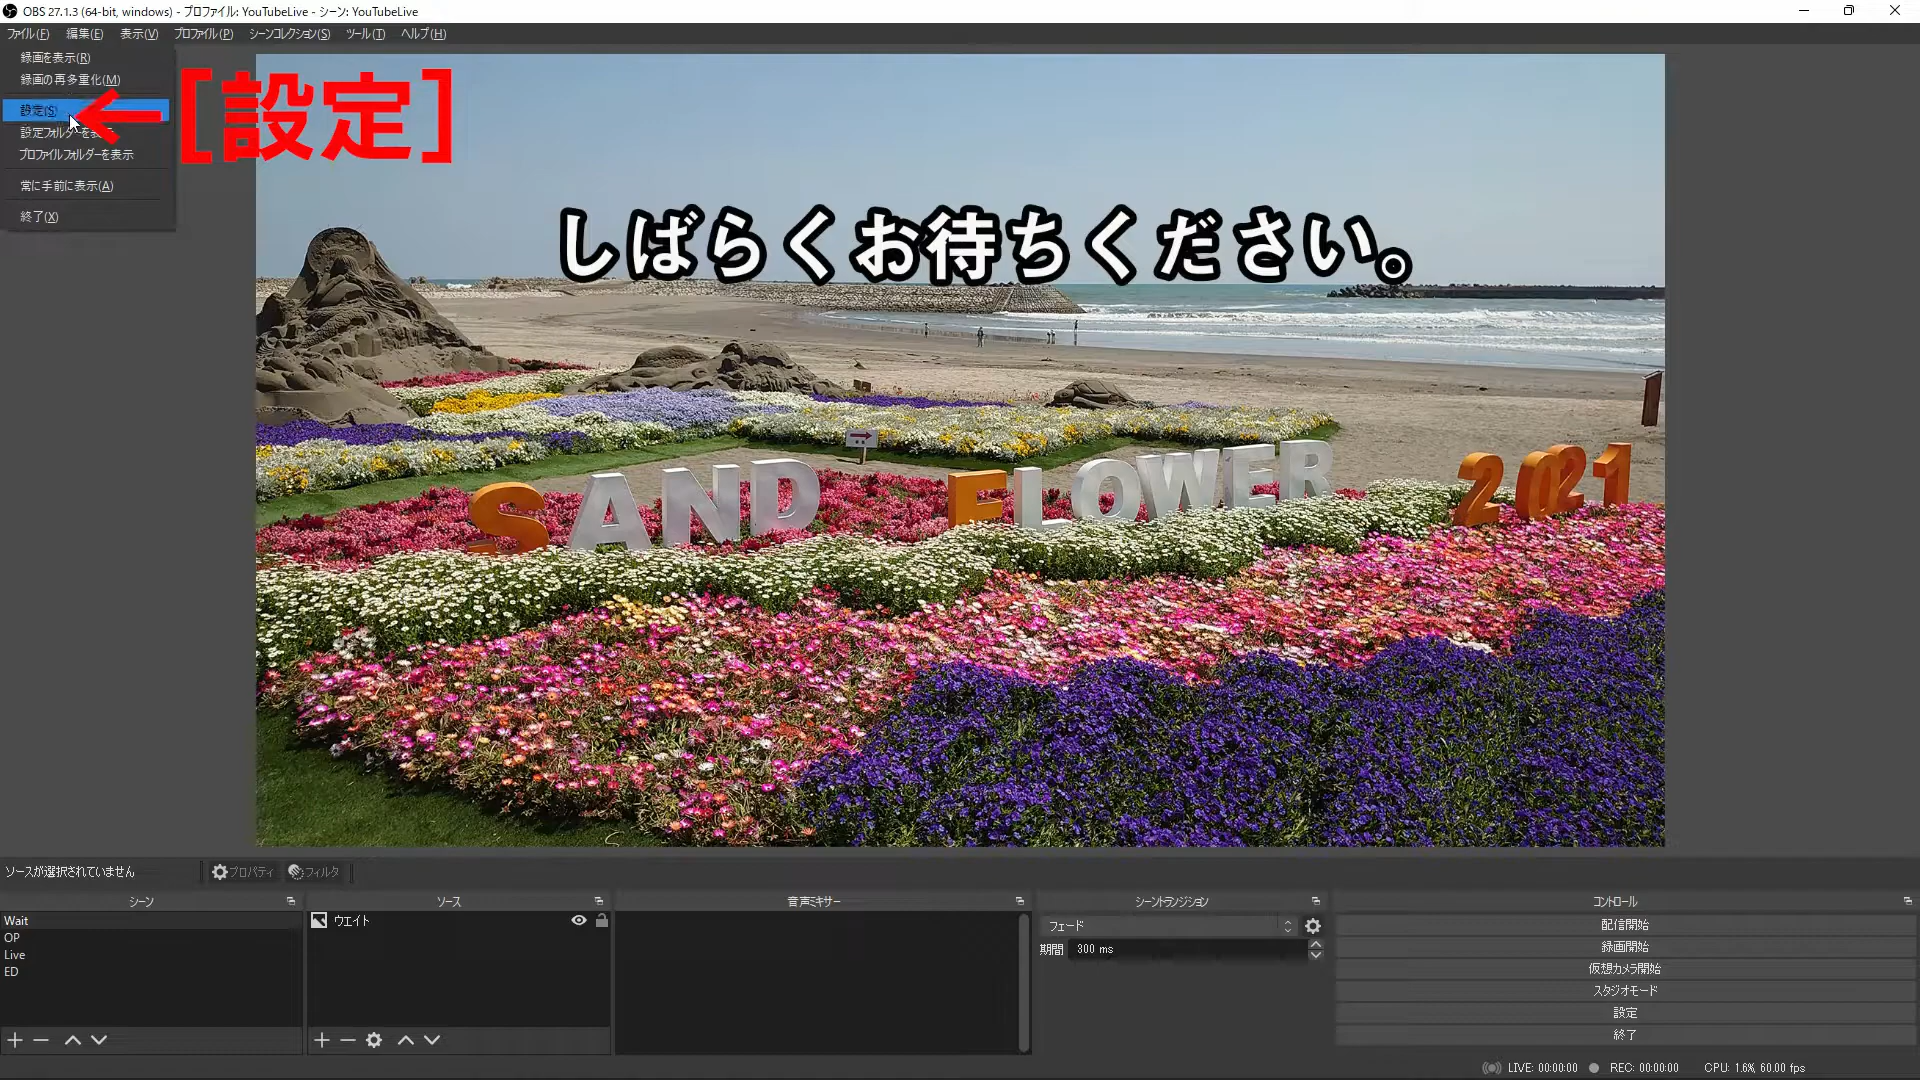 OBS 27.1.3 (64-bit, windows) - プロファイル: YouTubeLive - シーン: YouTubeLive
ファイル(F) 編集(E) 表示(V) プロファイル(P) シーンコレクション(S) ツール(T) ヘルプ(H)
録画を表示(R)
録画の再多重化(M)
設定(S)
[設定]
設定フォルダーを表示
プロファイルフォルダーを表示
常に手前に表示(A)
終了(X)
しばらくお待ちください。
SAND FLOWER 2021
ソースが選択されていません プロパティ フィルタ
シーン ソース 音声ミキサー シーントランジション コントロール
Wait
OP
Live
ED
ウエイト
フェード
期間 300 ms
配信開始
録画開始
仮想カメラ開始
スタジオモード
設定
終了
LIVE: 00:00:00 REC: 00:00:00 CPU: 1.6%, 60.00 fps